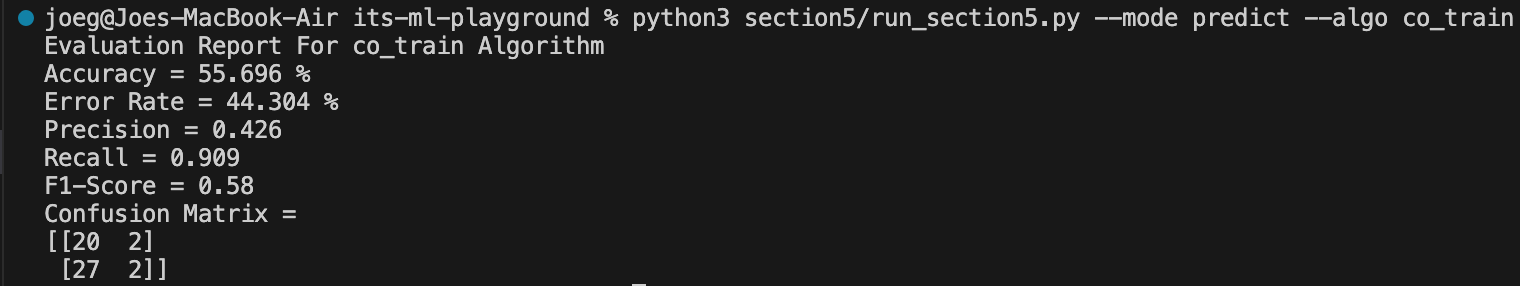 joeg@Joes-MacBook-Air its-ml-playground % python3 section5/run_section5.py --mode predict --algo co_train
Evaluation Report For co_train Algorithm
Accuracy = 55.696 %
Error Rate = 44.304 %
Precision = 0.426
Recall = 0.909
F1-Score = 0.58
Confusion Matrix =
[[20  2]
 [27  2]]